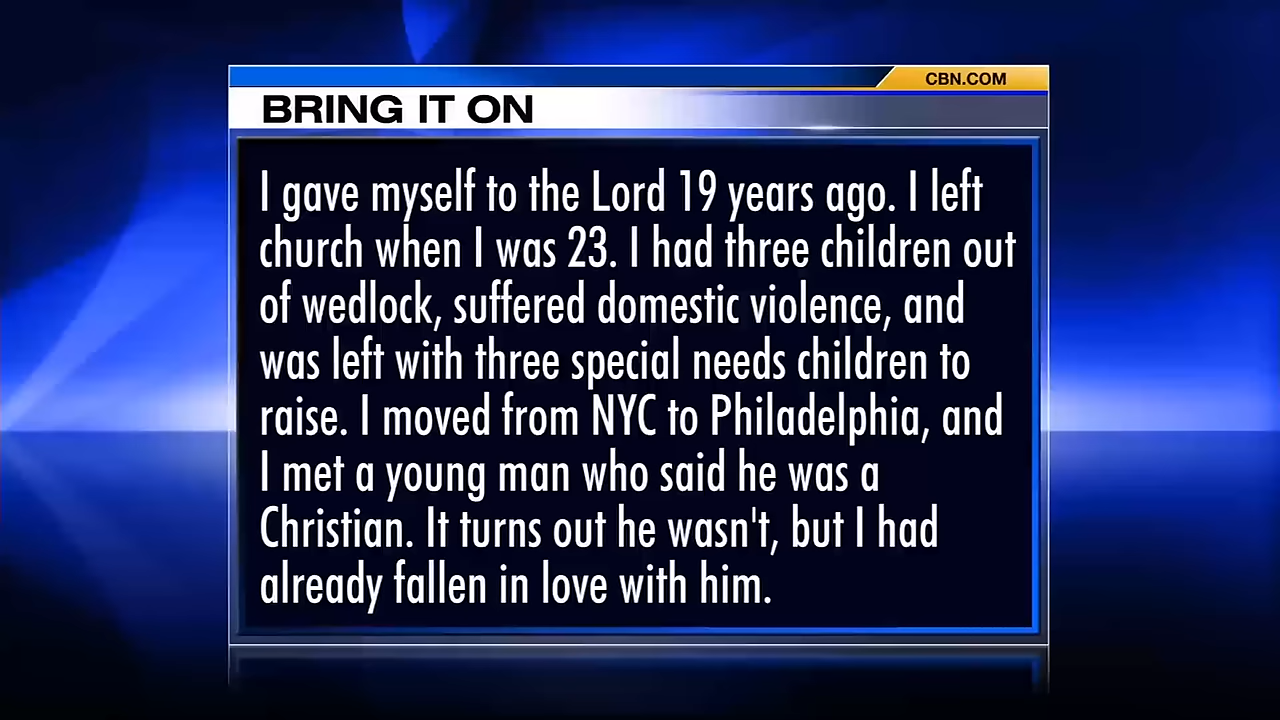 CBN.COM
BRING IT ON
I gave myself to the Lord 19 years ago. I left
church when I was 23. I had three children out
of wedlock, suffered domestic violence, and
was left with three special needs children to
raise. I moved from NYC to Philadelphia, and
I met a young man who said he was a
Christian. It turns out he wasn't, but I had
already fallen in love with him.